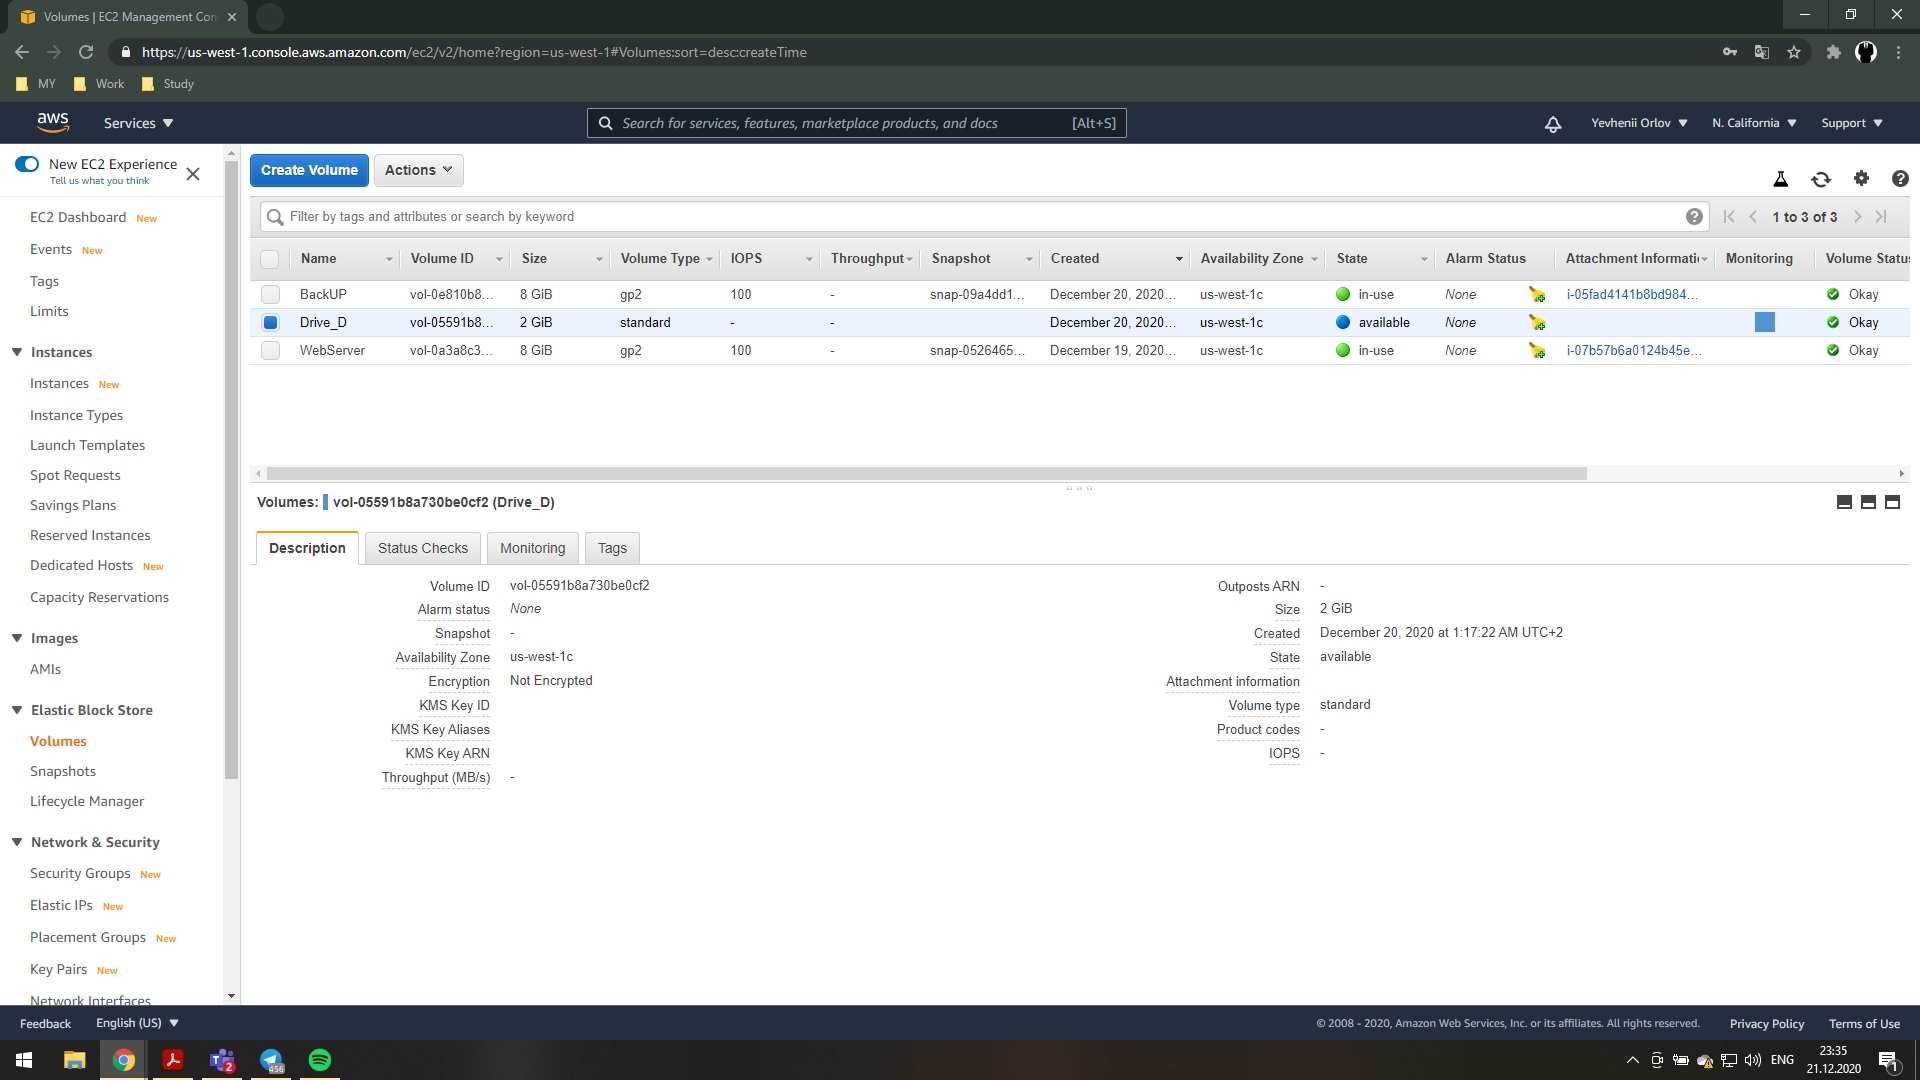 Volumes | EC2 Management Con
https://us-west-1.console.aws.amazon.com/ec2/v2/home?region=us-west-1#Volumes:sort=desc:createTime
MY Work Study
aws Services Search for services, features, marketplace products, and docs [Alt+S] Yevhenii Orlov N. California Support
New EC2 Experience
Tell us what you think
EC2 Dashboard New
Events New
Tags
Limits
Instances
Instances New
Instance Types
Launch Templates
Spot Requests
Savings Plans
Reserved Instances
Dedicated Hosts New
Capacity Reservations
Images
AMIs
Elastic Block Store
Volumes
Snapshots
Lifecycle Manager
Network & Security
Security Groups New
Elastic IPs New
Placement Groups New
Key Pairs New
Network Interfaces
Create Volume Actions
Filter by tags and attributes or search by keyword 1 to 3 of 3
Name Volume ID Size Volume Type IOPS Throughput Snapshot Created Availability Zone State Alarm Status Attachment Informati Monitoring Volume Status
BackUP vol-0e810b8... 8 GiB gp2 100 - snap-09a4dd1... December 20, 2020... us-west-1c in-use None i-05fad4141b8bd984... Okay
Drive_D vol-05591b8... 2 GiB standard - - December 20, 2020... us-west-1c available None Okay
WebServer vol-0a3a8c3... 8 GiB gp2 100 - snap-0526465... December 19, 2020... us-west-1c in-use None i-07b57b6a0124b45e... Okay
Volumes: vol-05591b8a730be0cf2 (Drive_D)
Description Status Checks Monitoring Tags
Volume ID vol-05591b8a730be0cf2 Outposts ARN -
Alarm status None Size 2 GiB
Snapshot - Created December 20, 2020 at 1:17:22 AM UTC+2
Availability Zone us-west-1c State available
Encryption Not Encrypted Attachment information
KMS Key ID Volume type standard
KMS Key Aliases Product codes -
KMS Key ARN IOPS -
Throughput (MB/s) -
Feedback English (US) © 2008 - 2020, Amazon Web Services, Inc. or its affiliates. All rights reserved. Privacy Policy Terms of Use
2 456 ENG 23:35
21.12.2020 1